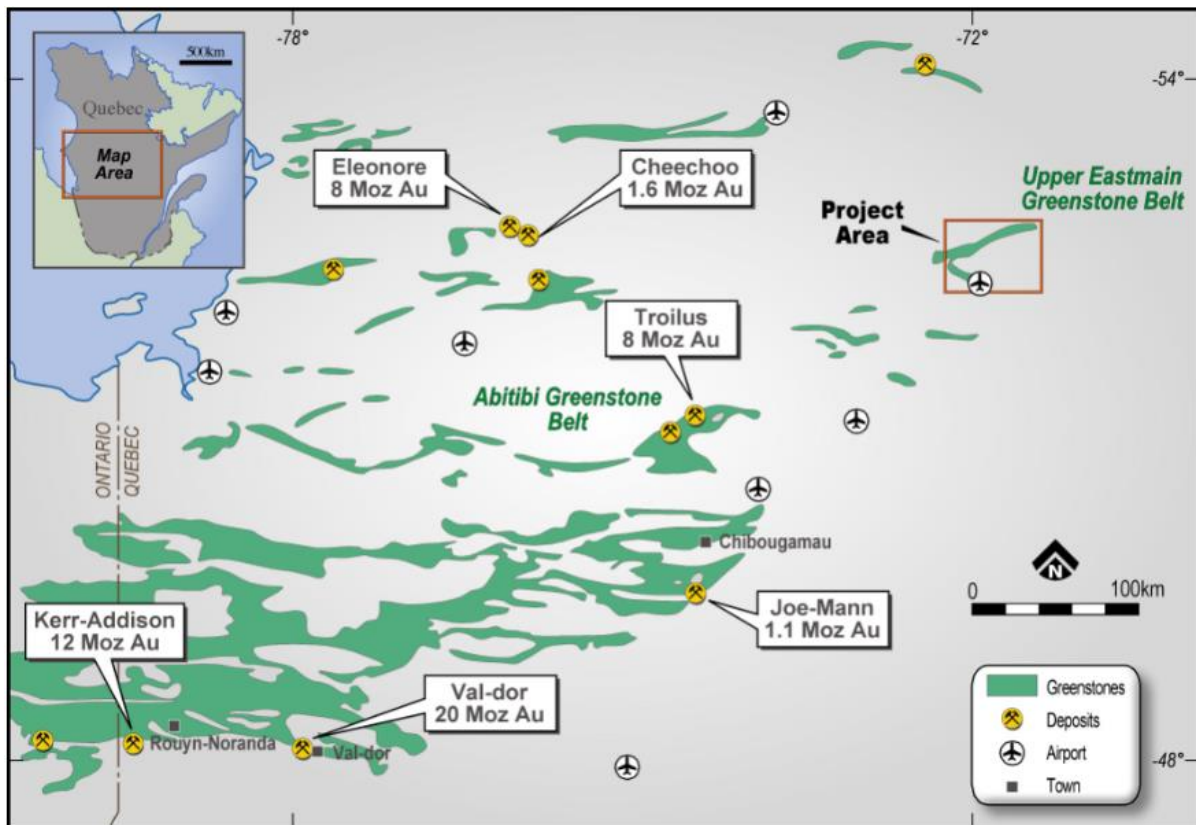 -78°
-72°
500km
Quebec
Map
Area
-54°
Eleonore
8 Moz Au
Cheechoo
1.6 Moz Au
Upper Eastmain
Greenstone Belt
Project
Area
Troilus
8 Moz Au
Abitibi Greenstone
Belt
ONTARIO
QUEBEC
Chibougamau
N
0 100km
Kerr-Addison
12 Moz Au
Joe-Mann
1.1 Moz Au
Val-dor
20 Moz Au
Rouyn-Noranda
Val-dor
-48°
Greenstones
Deposits
Airport
Town